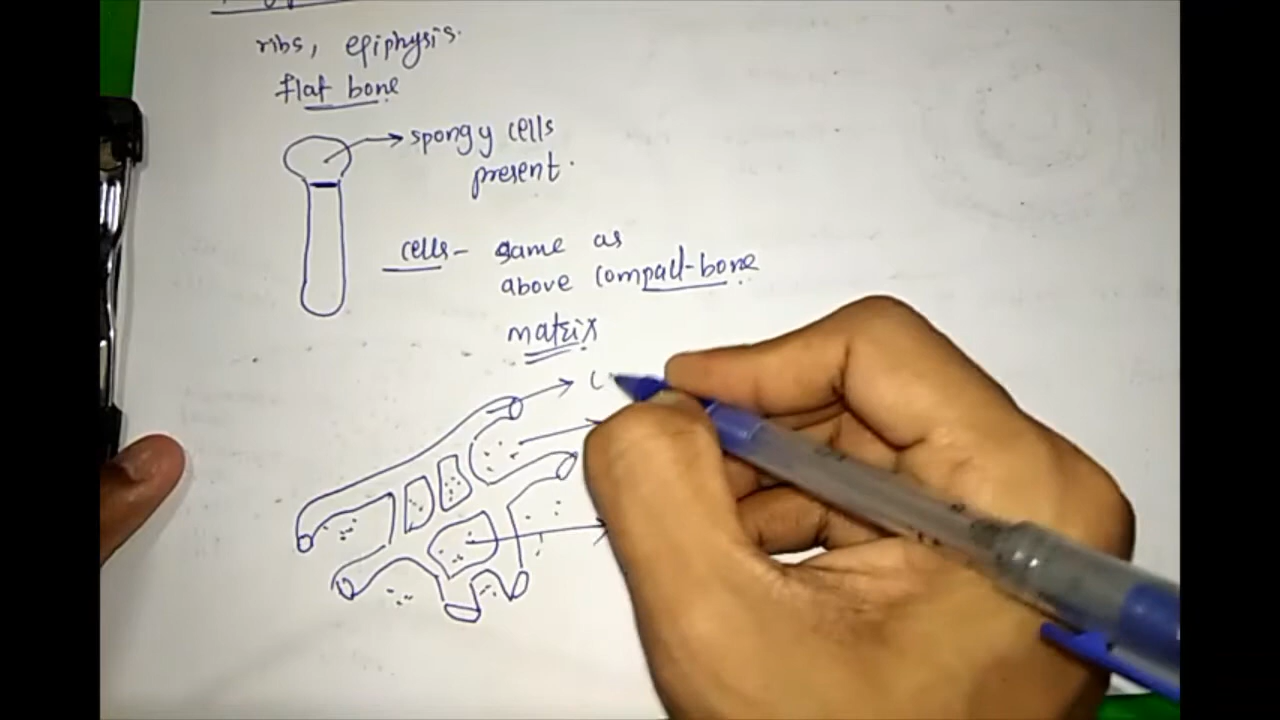 ribs, epiphysis.
flat bone
spongy cells
present.
cells - same as
above compact-bone
matrix